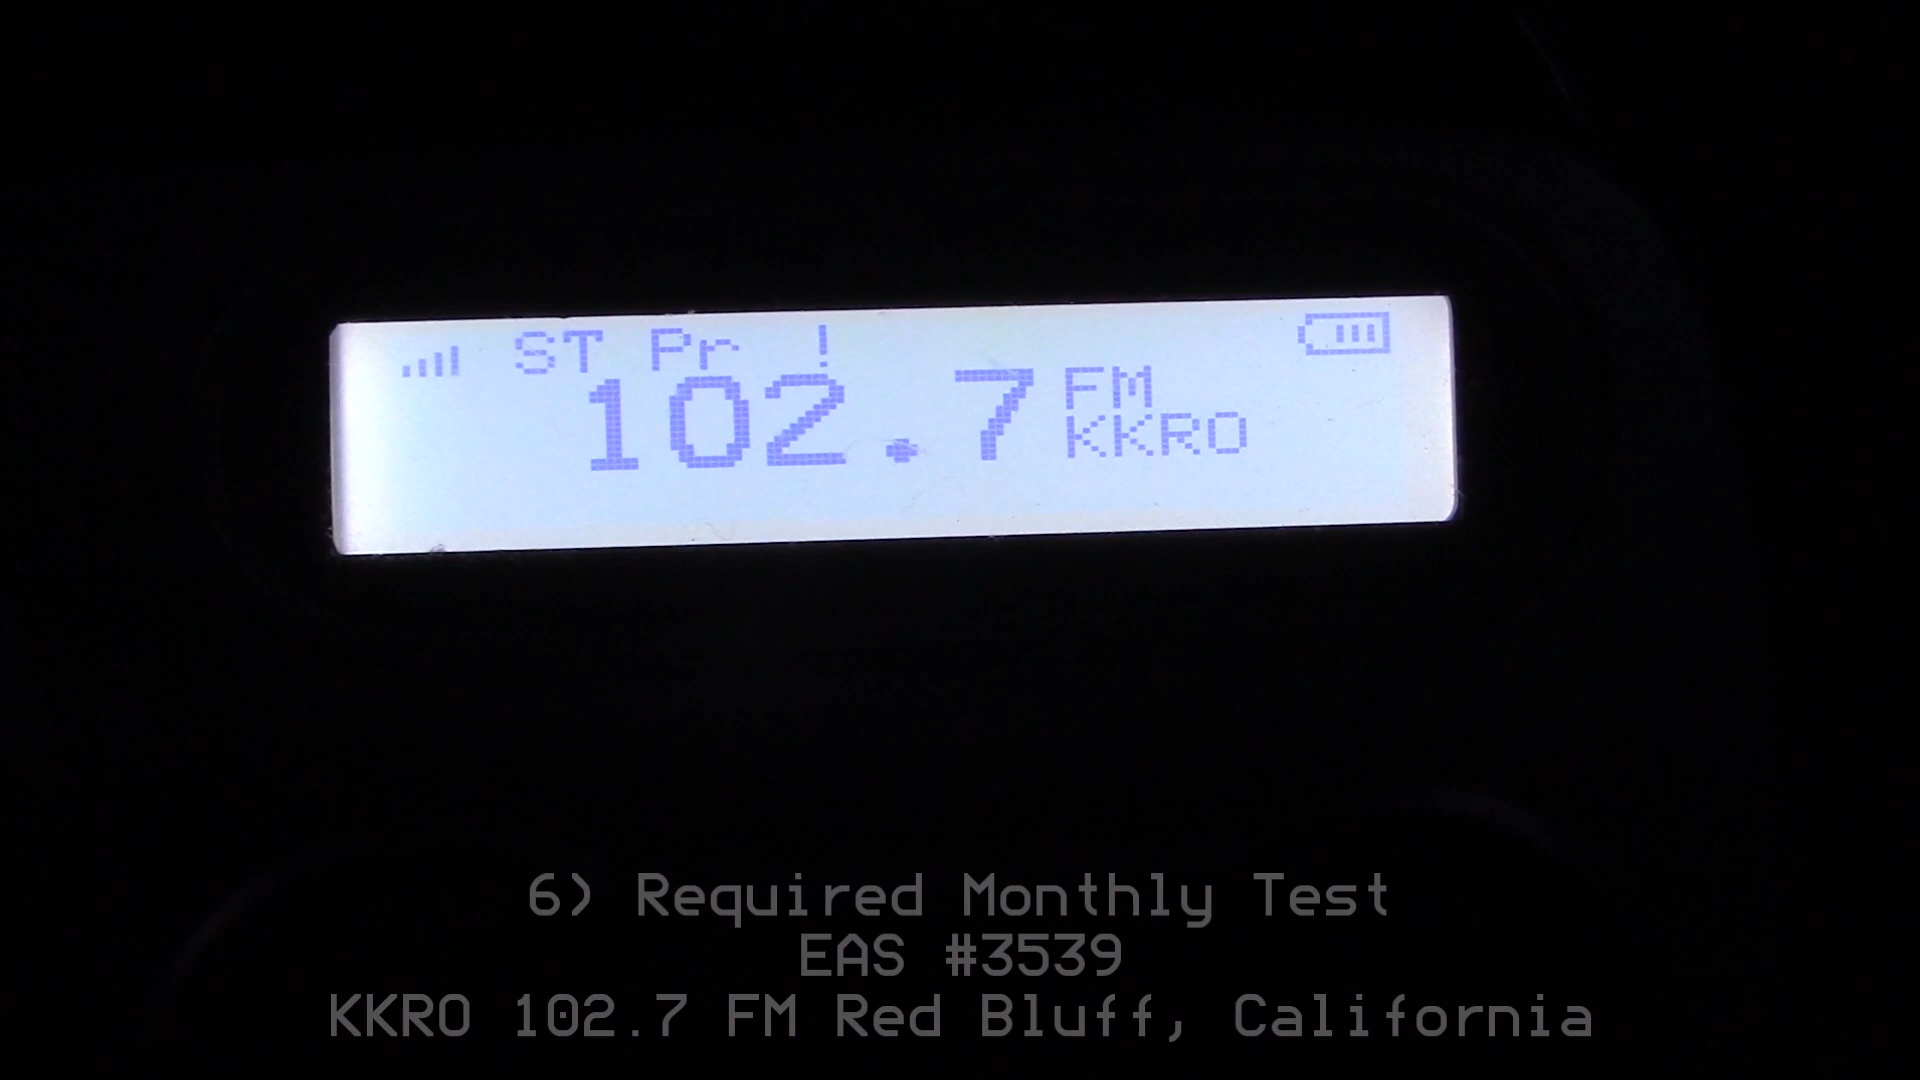 ST Pr !
102.7 FM
KKRO
6) Required Monthly Test
EAS #3539
KKRO 102.7 FM Red Bluff, California